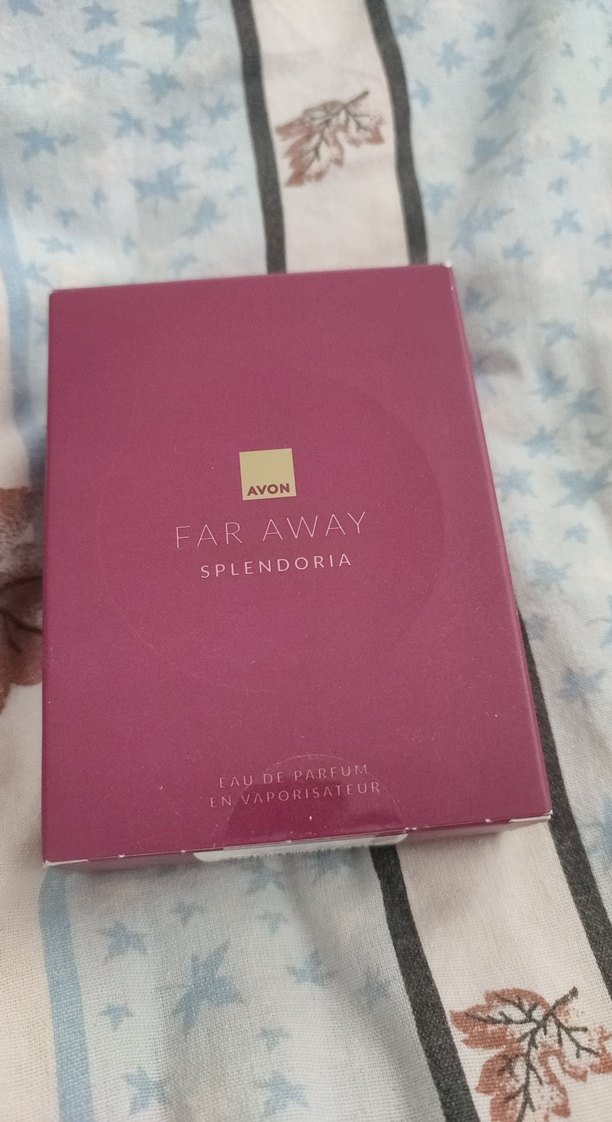 AVON
FAR AWAY
SPLENDORIA
EAU DE PARFUM
EN VAPORISATEUR